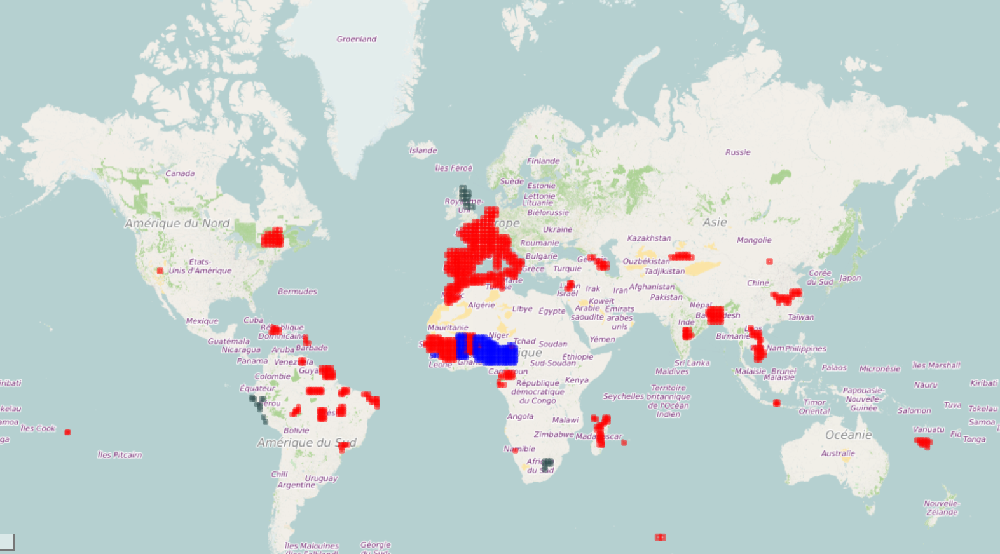 Groenland
Islande
Îles Féroé
Finlande
Russie
Suède
Estonie
Lettonie
Lituanie
Biélorussie
Canada
Amérique du Nord
Asie
Ukraine
Kazakhstan
Mongolie
Roumanie
Bulgarie
Ouzbékistan
Tadjikistan
Turquie
États-
Unis d'Amérique
Corée
du Sud
Japon
Chine
Irak
Iran
Afghanistan
Israël
Pakistan
Bermudes
Koweït
Algérie
Libye
Égypte
Arabie
saoudite
Émirats
arabes
unis
Népal
Inde
Taïwan
Mexique
Cuba
République
Dominicaine
Mauritanie
Niger
Tchad
Soudan
Yémen
Birmanie
Philippines
Guatémala
Nicaragua
Aruba
Barbade
Panama
Colombie
Éthiopie
Sud-Soudan
Sri Lanka
Maldives
Malaisie
Brunei
Malaisie
Palaos
Micronésie
Îles Marshall
Équateur
Kenya
République
démocratique
du Congo
Seychelles
Territoire
britannique
de l'Océan
Indien
Papouasie-
Nouvelle-
Guinée
Nauru
Kiribati
Timor
Oriental
Salomon
Tuva
Tokelau
Samoa
Îles Cook
Bolivie
Angola
Malawi
Zimbabwe
Vanuatu
Tonga
Amérique du Sud
Océanie
Îles Pitcairn
Namibie
Australie
Chili
Uruguay
Argentine
du Sud
Nouvelle-
Zélande
Îles Malouines
Géorgie